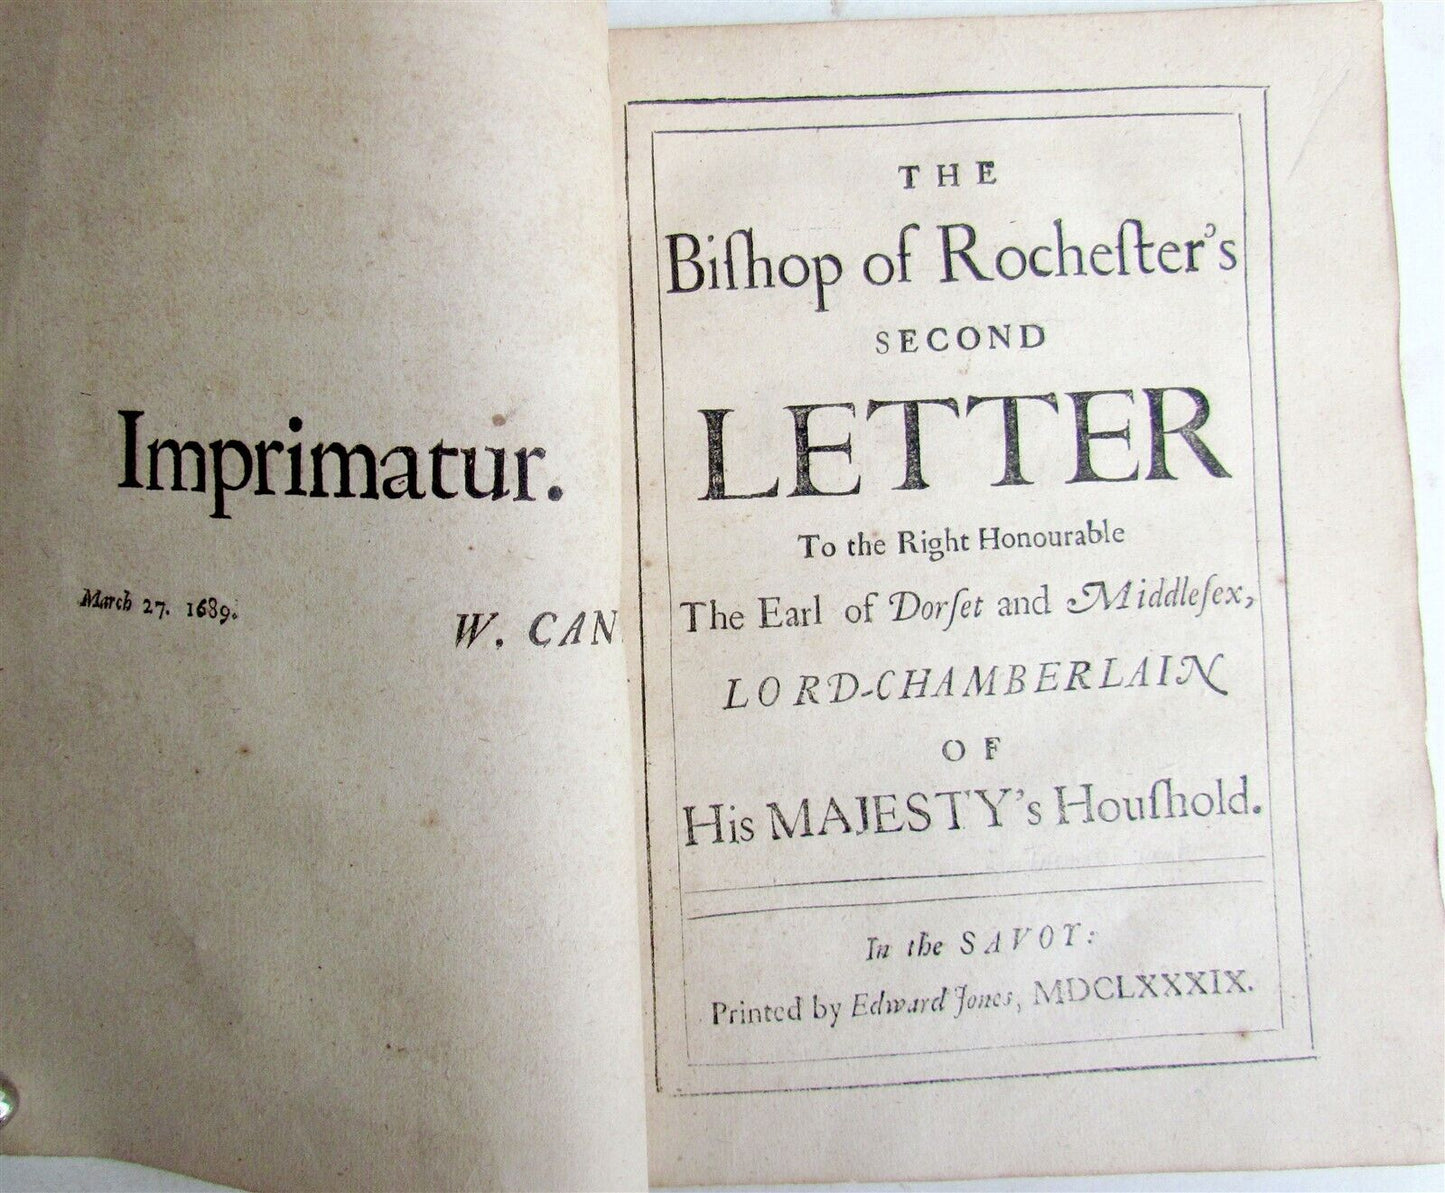 Imprimatur.
March 27. 1689.
W. CAN
THE
Biſhop of Rocheſter's
SECOND
LETTER
To the Right Honourable
The Earl of Dorſet and Middleſex,
LORD-CHAMBERLAIN
OF
His MAJESTY's Houſhold.
In the SAVOY:
Printed by Edward Jones, MDCLXXXIX.